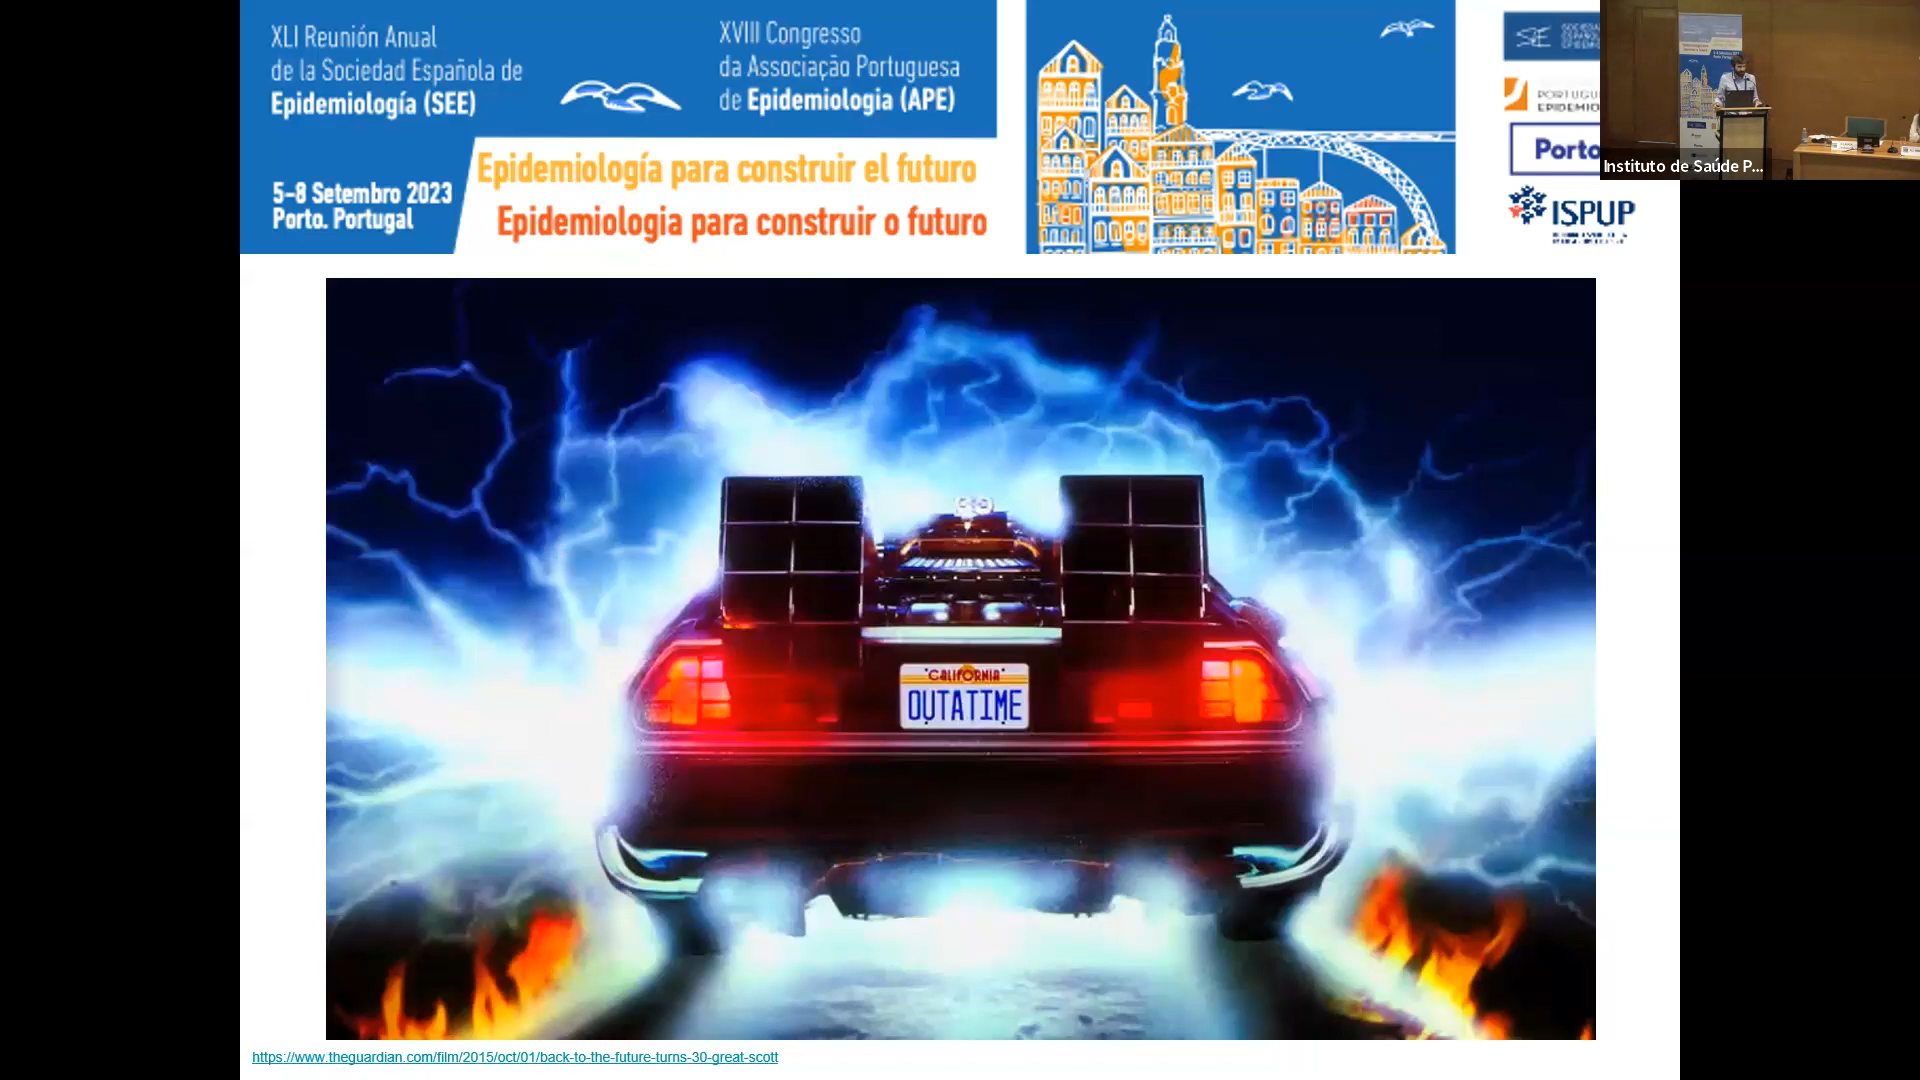 XLI Reunión Anual
de la Sociedad Española de
Epidemiología (SEE)
XVIII Congresso
da Associação Portuguesa
de Epidemiologia (APE)
5-8 Setembro 2023
Porto. Portugal
Epidemiología para construir el futuro
Epidemiologia para construir o futuro
Porto
ISPUP
Instituto de Saúde P...
CALIFORNIA
OUTATIME
https://www.theguardian.com/film/2015/oct/01/back-to-the-future-turns-30-great-scott